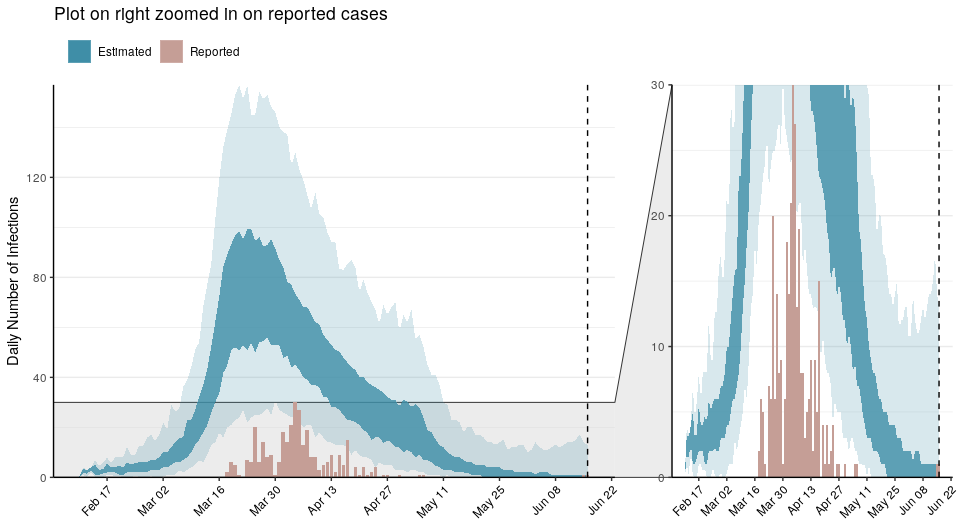 Plot on right zoomed in on reported cases
Estimated Reported
Daily Number of Infections
120
80
40
0
Feb 17 Mar 02 Mar 16 Mar 30 Apr 13 Apr 27 May 11 May 25 Jun 08 Jun 22
30
20
10
0
Feb 17 Mar 02 Mar 16 Mar 30 Apr 13 Apr 27 May 11 May 25 Jun 08 Jun 22